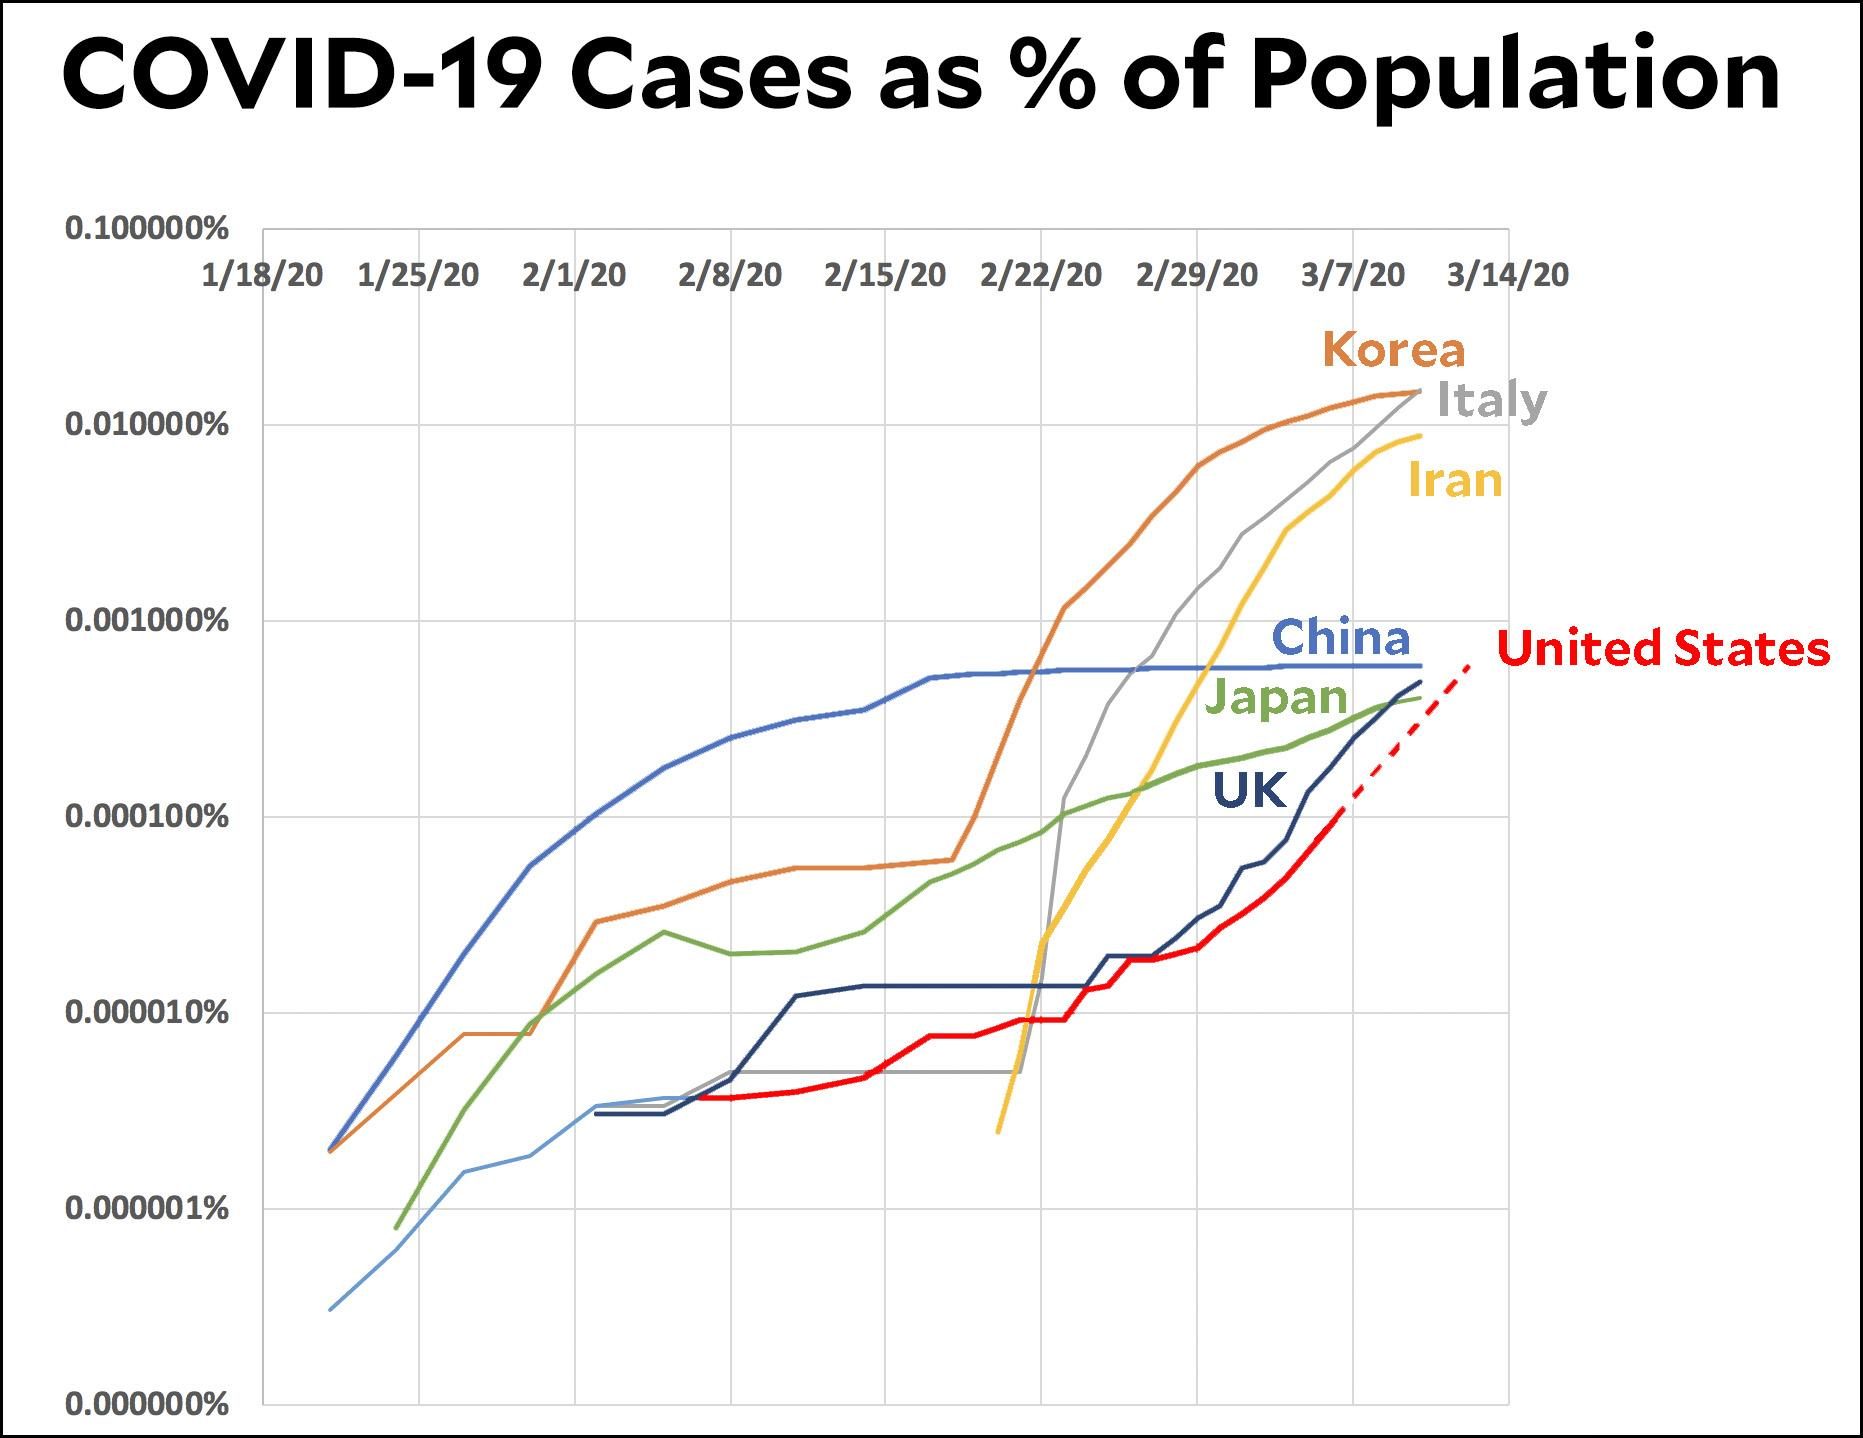 COVID-19 Cases as % of Population
0.100000%
1/18/20 1/25/20 2/1/20 2/8/20 2/15/20 2/22/20 2/29/20 3/7/20 3/14/20
Korea
Italy
0.010000%
Iran
0.001000%
China
United States
Japan
UK
0.000100%
0.000010%
0.000001%
0.000000%